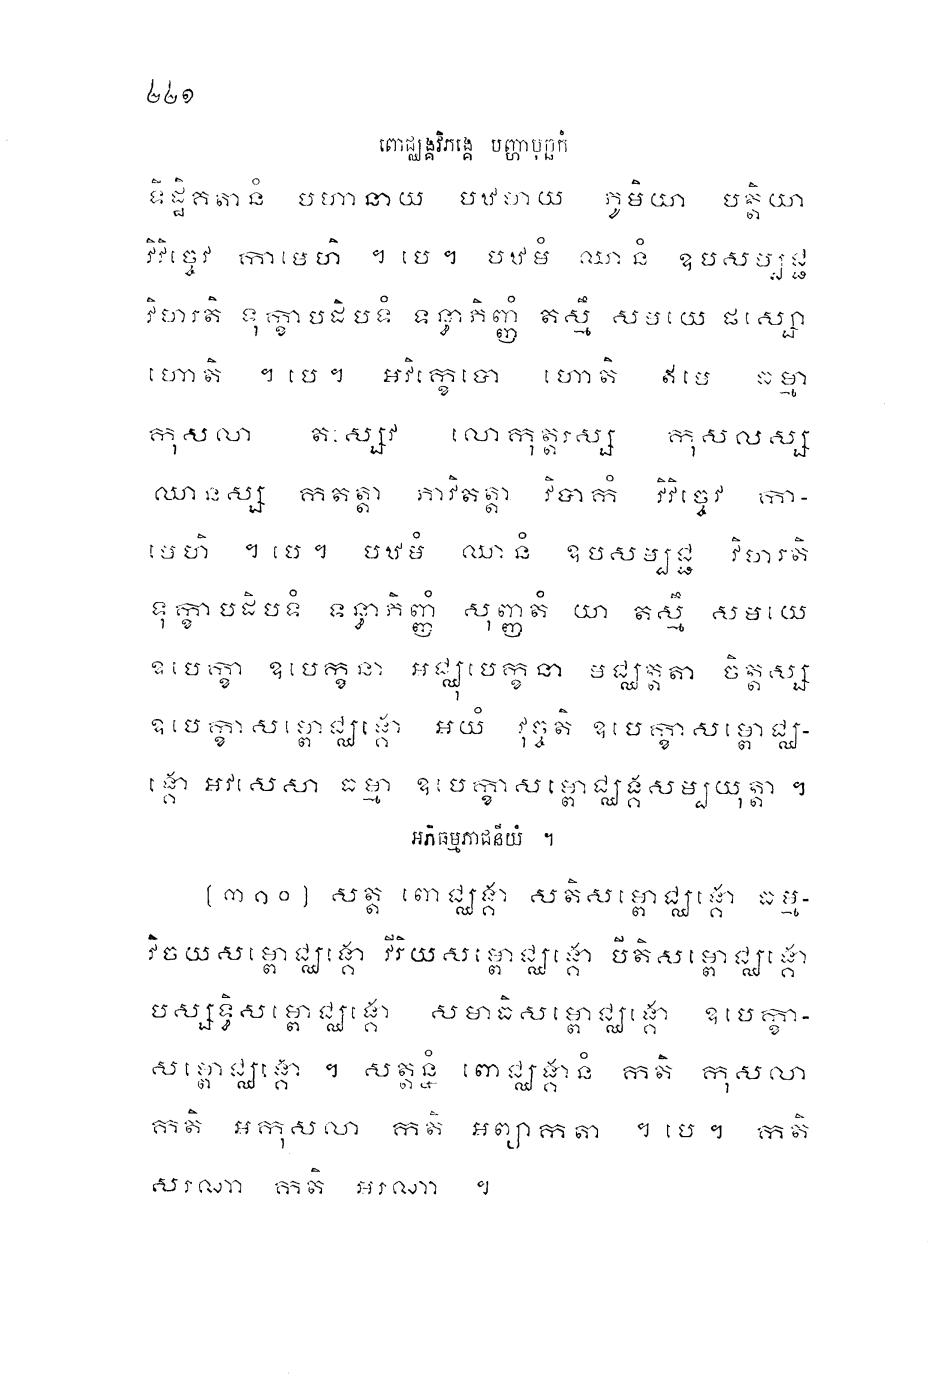 ៤៤១
ពោជ្ឈង្គវិភង្គេ បញ្ហាបុច្ឆកំ
ទិដ្ឋិគតានំ បហានាយ បឋមាយ ភូមិយា បត្តិយា
វិវិច្ចេវ កាមេហិ ។ បេ ។ បឋមំ ឈានំ ឧបសម្បជ្ជ
វិហរតិ ទុក្ខាបដិបទំ ទន្ធាភិញ្ញំ តស្មឹ សមយេ ផស្សោ
ហោតិ ។ បេ ។ អវិក្ខេបោ ហោតិ ឥមេ ធម្មា
កុសលា តស្សេវ លោកុត្តរស្ស កុសលស្ស
ឈានស្ស កតត្តា ភាវិតត្តា វិបាកំ វិវិច្ចេវ កា-
មេហិ ។ បេ ។ បឋមំ ឈានំ ឧបសម្បជ្ជ វិហរតិ
ទុក្ខាបដិបទំ ទន្ធាភិញ្ញំ សុញ្ញតំ យា តស្មឹ សមយេ
ឧបេក្ខា ឧបេក្ខនា អជ្ឈុបេក្ខនា មជ្ឈត្តតា ចិត្តស្ស
ឧបេក្ខាសម្ពោជ្ឈង្គោ អយំ វុច្ចតិ ឧបេក្ខាសម្ពោជ្ឈ-
ង្គោ អវសេសា ធម្មា ឧបេក្ខាសម្ពោជ្ឈង្គសម្បយុត្តា ។
អភិធម្មភាជនីយំ ។
(៣១០) សត្ត ពោជ្ឈង្គា សតិសម្ពោជ្ឈង្គោ ធម្ម-
វិចយសម្ពោជ្ឈង្គោ វីរិយសម្ពោជ្ឈង្គោ បីតិសម្ពោជ្ឈង្គោ
បស្សទ្ធិសម្ពោជ្ឈង្គោ សមាធិសម្ពោជ្ឈង្គោ ឧបេក្ខា-
សម្ពោជ្ឈង្គោ ។ សត្តន្នំ ពោជ្ឈង្គានំ កតិ កុសលា
កតិ អកុសលា កតិ អព្យាកតា ។ បេ ។ កតិ
សរណា កតិ អរណា ។